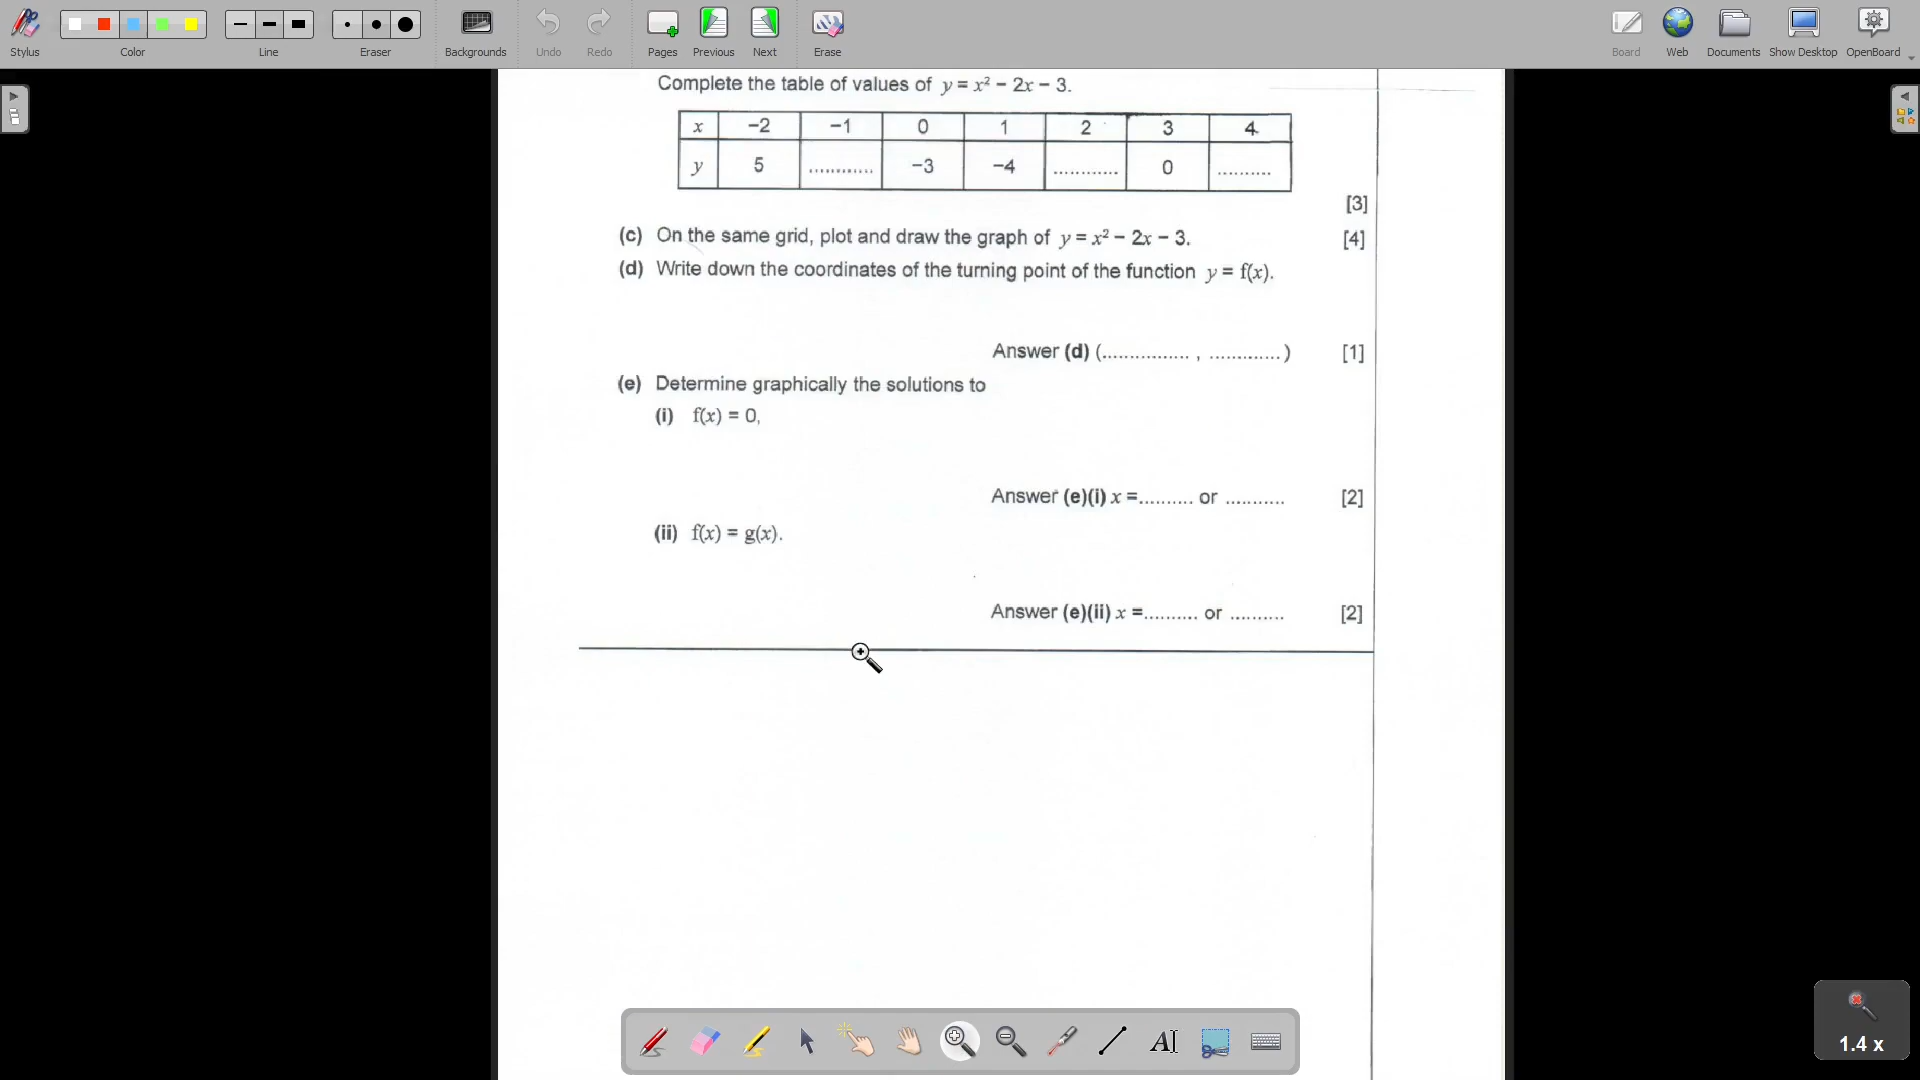 Stylus
Color
Line
Eraser
Backgrounds
Undo
Redo
Pages
Previous
Next
Erase
Board
Web
Documents
Show Desktop
OpenBoard
Complete the table of values of y = x² − 2x − 3.
x −2 −1 0 1 2 3 4
y 5 ............ −3 −4 ............ 0 ..........
[3]
(c) On the same grid, plot and draw the graph of y = x² − 2x − 3. [4]
(d) Write down the coordinates of the turning point of the function y = f(x).
Answer (d) (................ , .............) [1]
(e) Determine graphically the solutions to
(i) f(x) = 0,
Answer (e)(i) x =.......... or ........... [2]
(ii) f(x) = g(x).
Answer (e)(ii) x =.......... or .......... [2]
AI
1.4 x